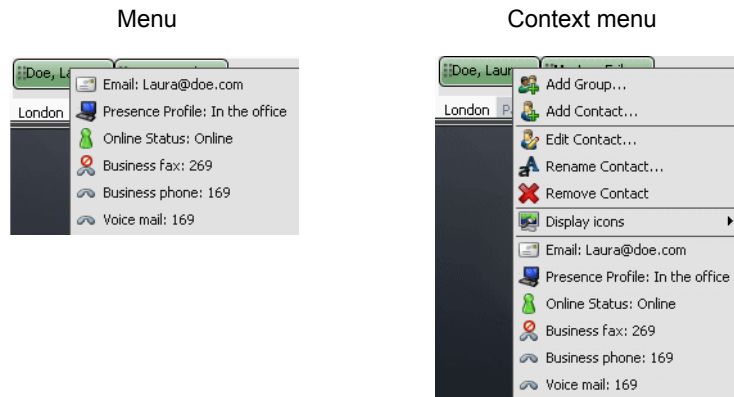 Menu
Doe, La
Email: Laura@doe.com
London
Presence Profile: In the office
Online Status: Online
Business fax: 269
Business phone: 169
Voice mail: 169
Context menu
Doe, Laur
Add Group...
London
Add Contact...
Edit Contact...
Rename Contact...
Remove Contact
Display icons
Email: Laura@doe.com
Presence Profile: In the office
Online Status: Online
Business fax: 269
Business phone: 169
Voice mail: 169